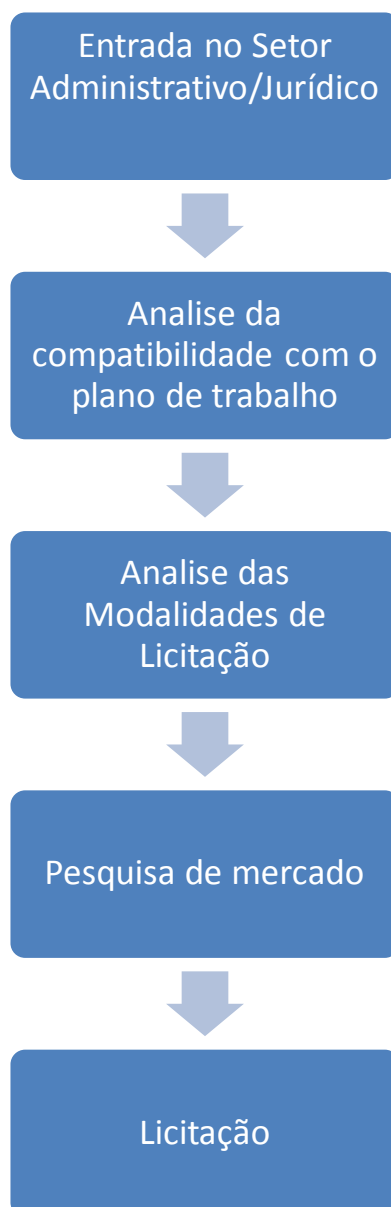 Entrada no Setor
Administrativo/Jurídico
Analise da
compatibilidade com o
plano de trabalho
Analise das
Modalidades de
Licitação
Pesquisa de mercado
Licitação